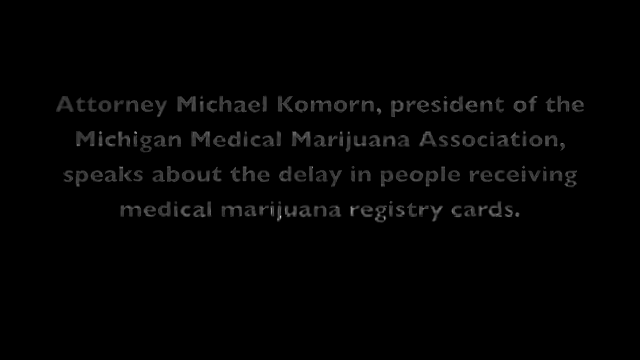 Attorney Michael Komorn, president of the
Michigan Medical Marijuana Association,
speaks about the delay in people receiving
medical marijuana registry cards.